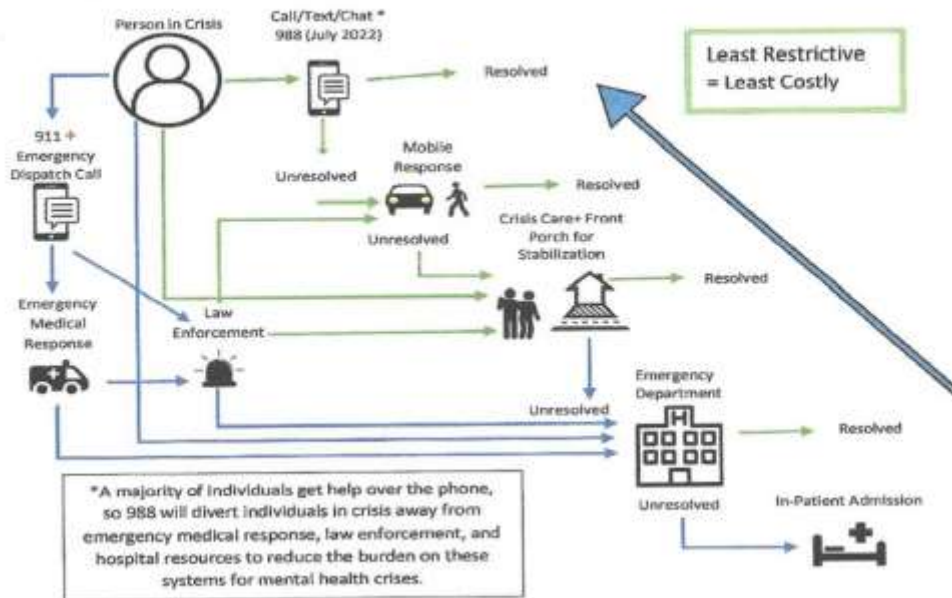 Person in Crisis
Call/Text/Chat *
988 (July 2022)
Resolved
Least Restrictive
= Least Costly
911 +
Emergency
Dispatch Call
Unresolved
Mobile
Response
Resolved
Unresolved
Crisis Care+ Front
Porch for
Stabilization
Resolved
Emergency
Medical
Response
Law
Enforcement
Unresolved
Emergency
Department
H
Resolved
Unresolved
In-Patient Admission
*A majority of individuals get help over the phone,
so 988 will divert individuals in crisis away from
emergency medical response, law enforcement, and
hospital resources to reduce the burden on these
systems for mental health crises.